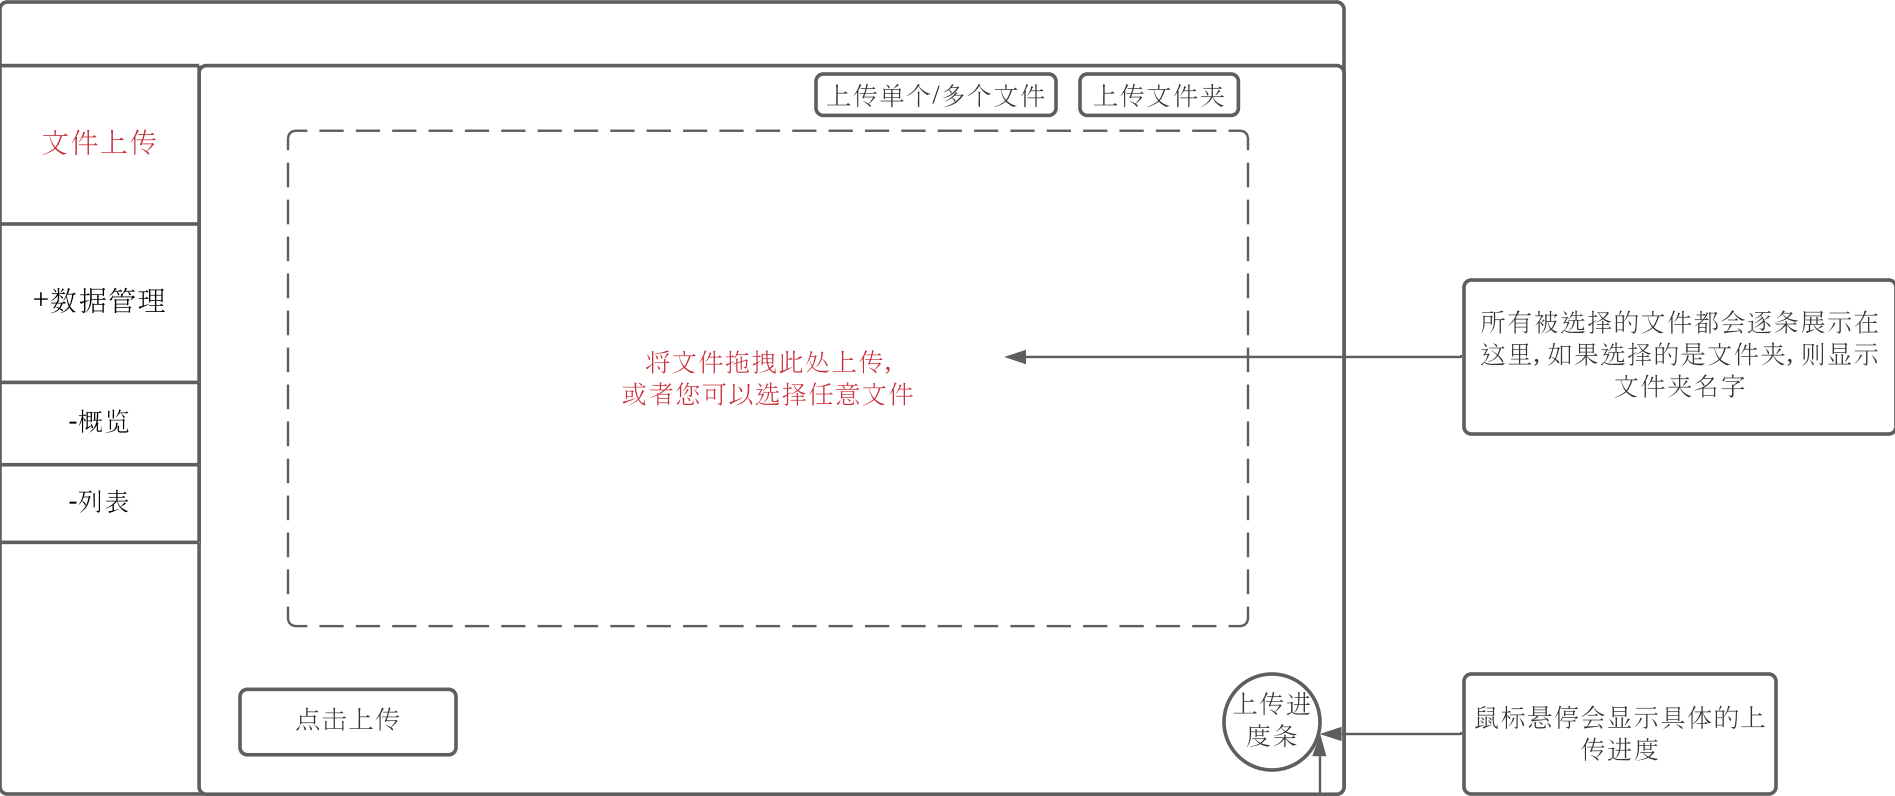 上传单个/多个文件
上传文件夹
文件上传
+数据管理
-概览
-列表
将文件拖拽此处上传,
或者您可以选择任意文件
所有被选择的文件都会逐条展示在
这里, 如果选择的是文件夹, 则显示
文件夹名字
点击上传
上传进
度条
鼠标悬停会显示具体的上
传进度